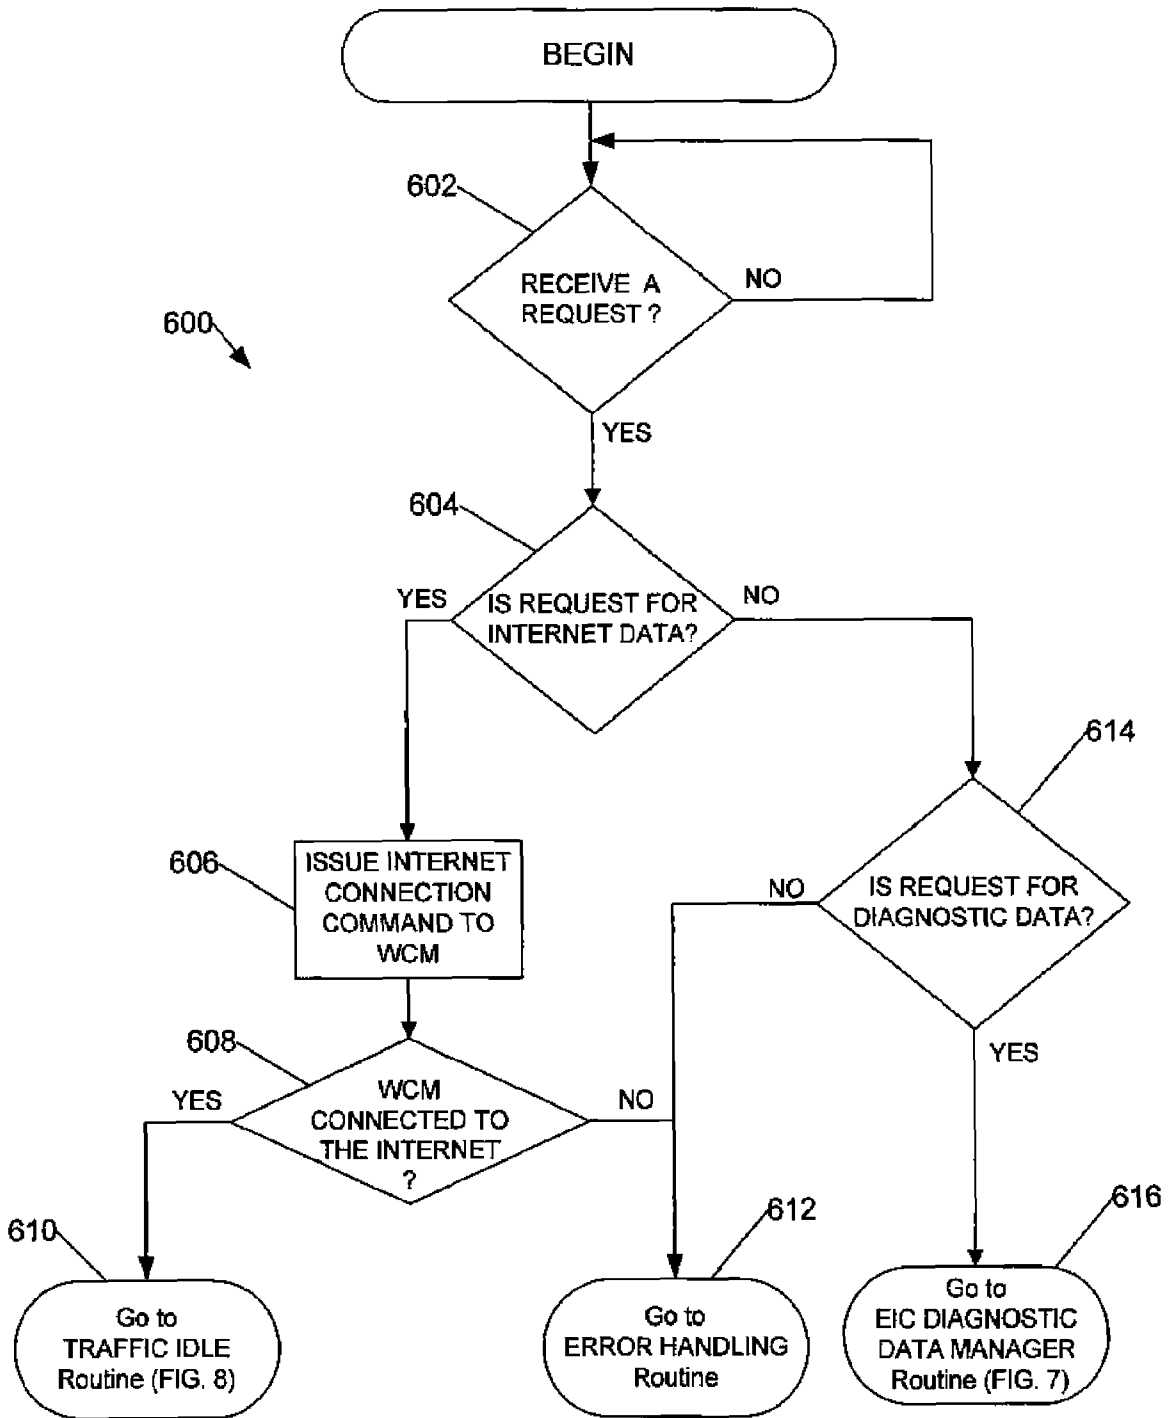 BEGIN
602
RECEIVE A
REQUEST ?
NO
600
YES
604
YES
IS REQUEST FOR
INTERNET DATA?
NO
614
606
ISSUE INTERNET
CONNECTION
COMMAND TO
WCM
NO
IS REQUEST FOR
DIAGNOSTIC DATA?
608
YES
WCM
CONNECTED TO
THE INTERNET
?
NO
YES
610
612
616
Go to
TRAFFIC IDLE
Routine (FIG. 8)
Go to
ERROR HANDLING
Routine
Go to
EIC DIAGNOSTIC
DATA MANAGER
Routine (FIG. 7)